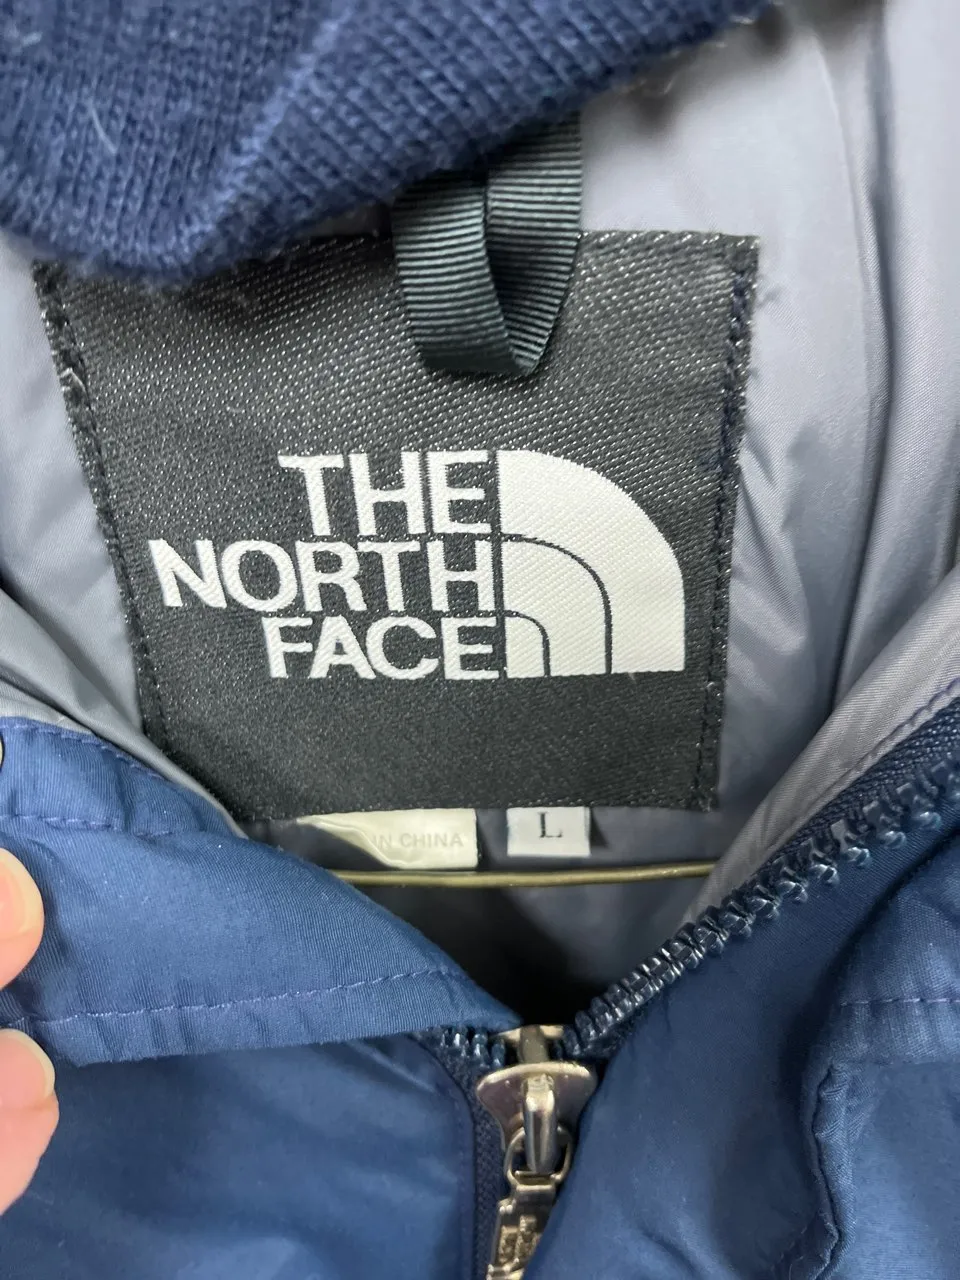 THE
NORTH
FACE
IN CHINA
L